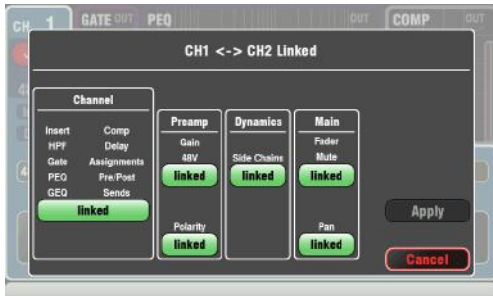 CH 1 GATE OUT PEQ OUT COMP OUT
CH1 <-> CH2 Linked
Channel
Insert Comp
HPF Delay
Gate Assignments
PEQ Pre/Post
GEQ Sends
linked
Preamp
Gain
48V
linked
Polarity
linked
Dynamics
Side Chains
linked
Main
Fader
Mute
linked
Pan
linked
Apply
Cancel